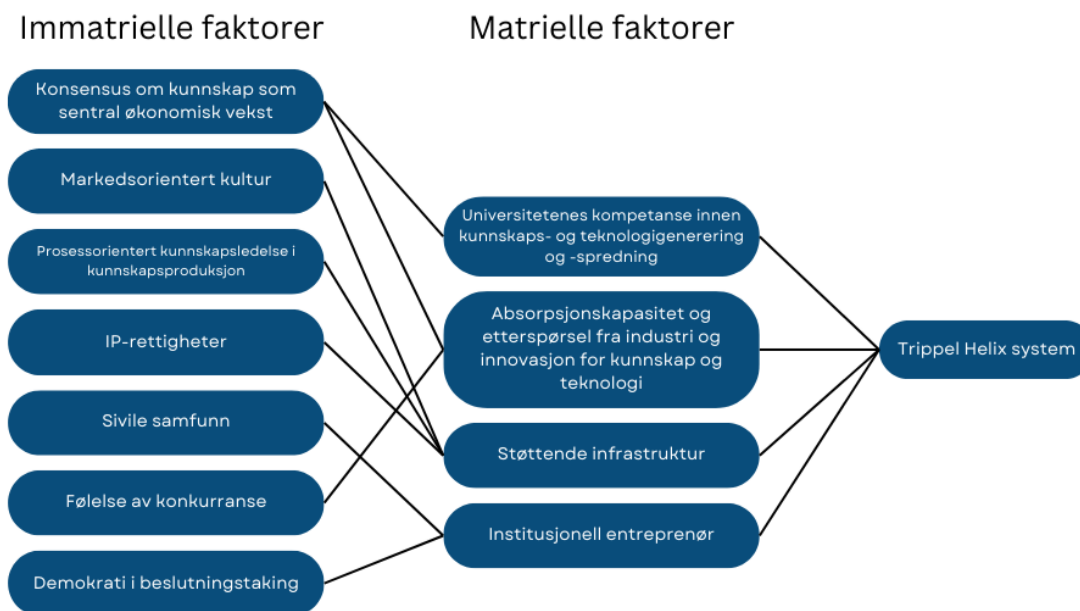 Immatrielle faktorer
Matrielle faktorer
Konsensus om kunnskap som
sentral økonomisk vekst
Markedsorientert kultur
Prosessorientert kunnskapsledelse i
kunnskapsproduksjon
IP-rettigheter
Sivile samfunn
Følelse av konkurranse
Demokrati i beslutningstaking
Universitetenes kompetanse innen
kunnskaps- og teknologigenerering
og -spredning
Absorpsjonskapasitet og
etterspørsel fra industri og
innovasjon for kunnskap og
teknologi
Støttende infrastruktur
Institusjonell entreprenør
Trippel Helix system